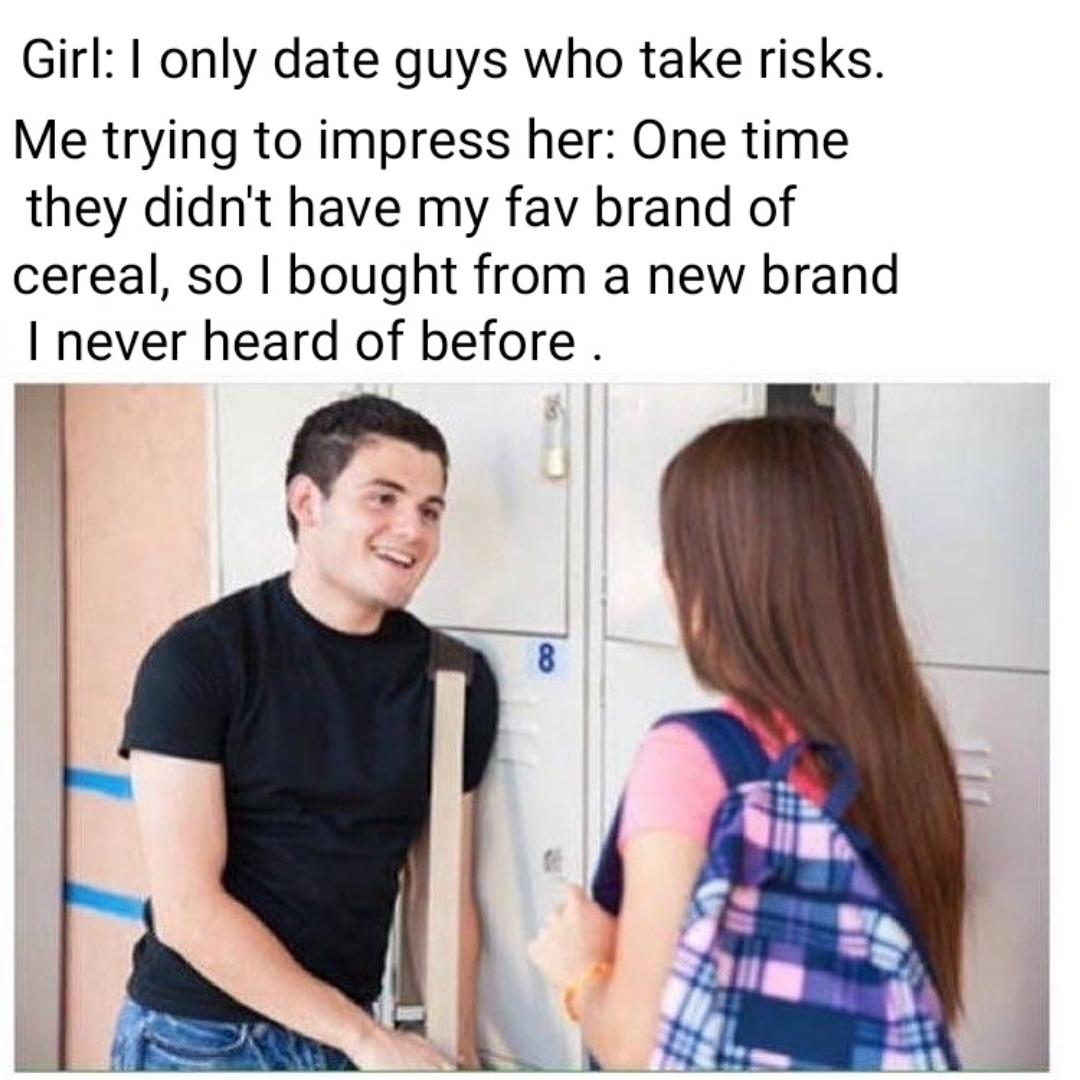 Girl: I only date guys who take risks.
Me trying to impress her: One time
they didn't have my fav brand of
cereal, so I bought from a new brand
I never heard of before .
8